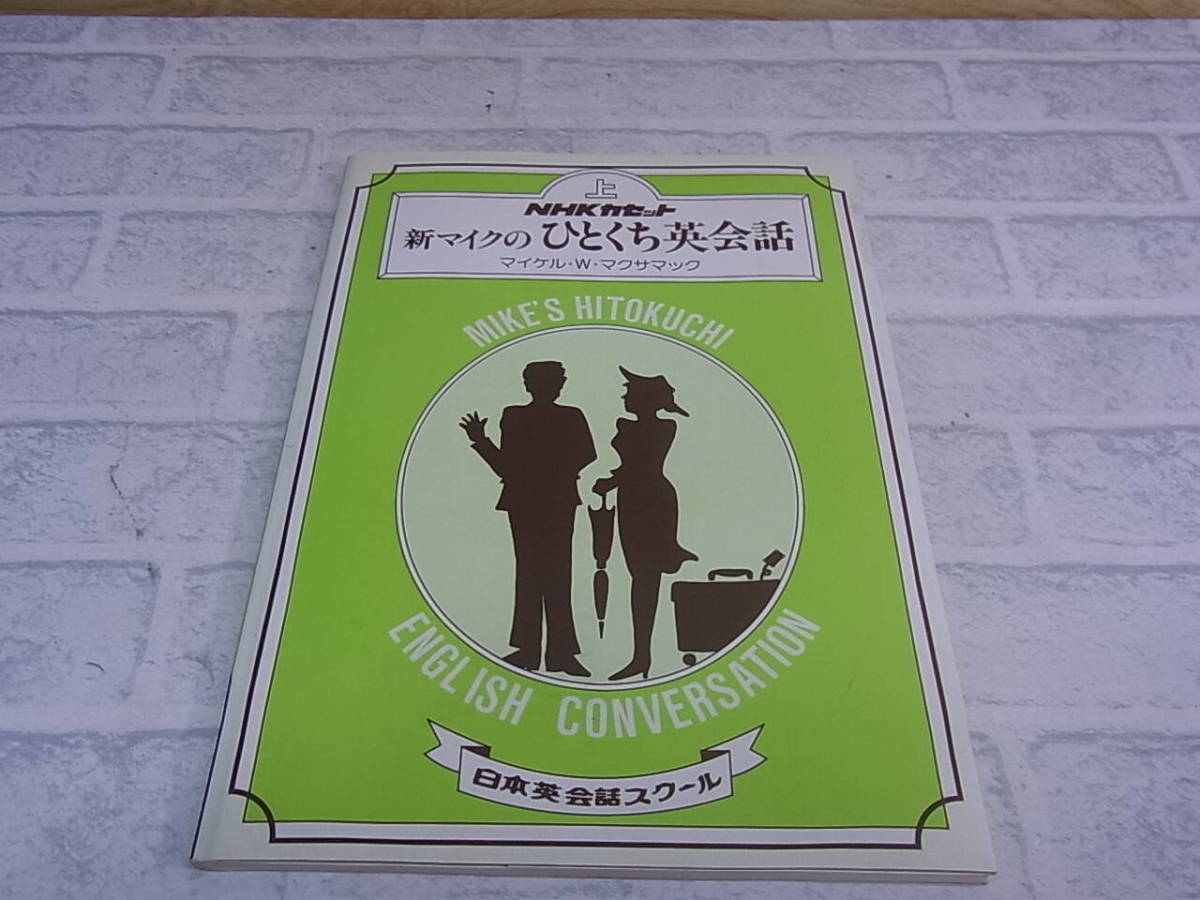 上
NHKカセット
新マイクの ひとくち英会話
マイケル・W・マクサマック
MIKE'S HITOKUCHI
ENGLISH CONVERSATION
日本英会話スクール